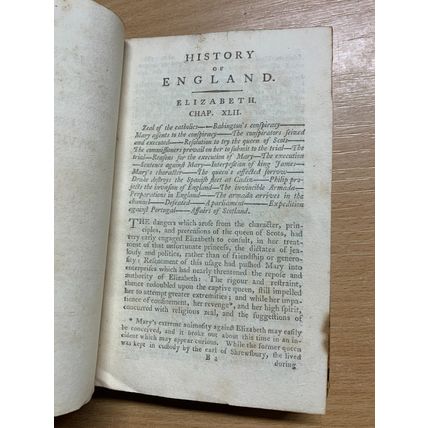 HISTORY
OF
ENGLAND.
ELIZABETH.
CHAP. XLII.
Zeal of the catholics——Babington's conspiracy——
Mary assents to the conspiracy——The conspirators seized
and executed——Resolution to try the queen of Scots——
The commissioners prevail on her to submit to the trial——The
trial——Reasons for the execution of Mary——The execution
——Sentence against Mary——Interposition of king James——
Mary's character——The queen's affected sorrow——
Drake destroys the Spanish fleet at Cadiz——Philip pro-
jects the invasion of England——The invincible Armada——
Preparations in England——The armada arrives in the
channel——Defeated——A parliament——Expedition
against Portugal——Affairs of Scotland.
THE dangers which arose from the character, prin-
ciples, and pretensions of the queen of Scots, had
very early engaged Elizabeth to consult, in her treat-
ment of that unfortunate princess, the dictates of jea-
lousy and politics, rather than of friendship or genero-
sity: Resentment of this usage had pushed Mary into
enterprises which had nearly threatened the repose and
authority of Elizabeth: The rigour and restraint,
thence redoubled upon the captive queen, still impelled
her to attempt greater extremities; and while her impa-
tience of confinement, her revenge*, and her high spirit,
concurred with religious zeal, and the suggestions of
* Mary's extreme animosity against Elizabeth may easily
be conceived, and it broke out about this time in an in-
cident which may appear curious. While the former queen
was kept in custody by the earl of Shrewsbury, she lived
B 2
during